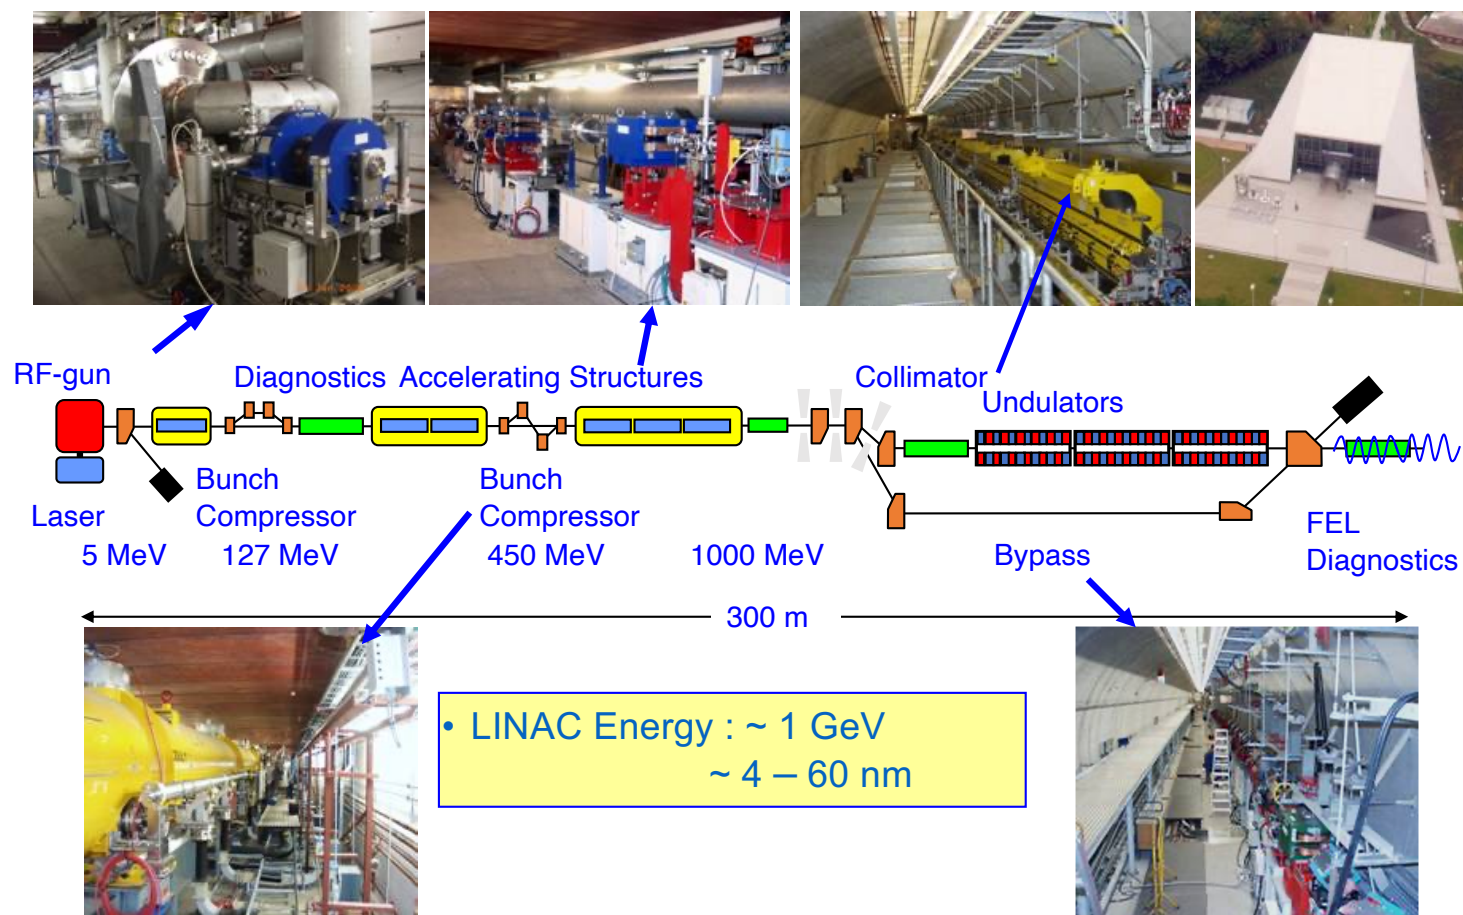 RF-gun
Diagnostics
Accelerating Structures
Collimator
Undulators
Laser
Bunch
Compressor
Bunch
Compressor
5 MeV
127 MeV
450 MeV
1000 MeV
Bypass
FEL
Diagnostics
300 m
• LINAC Energy : ~ 1 GeV
~ 4 – 60 nm